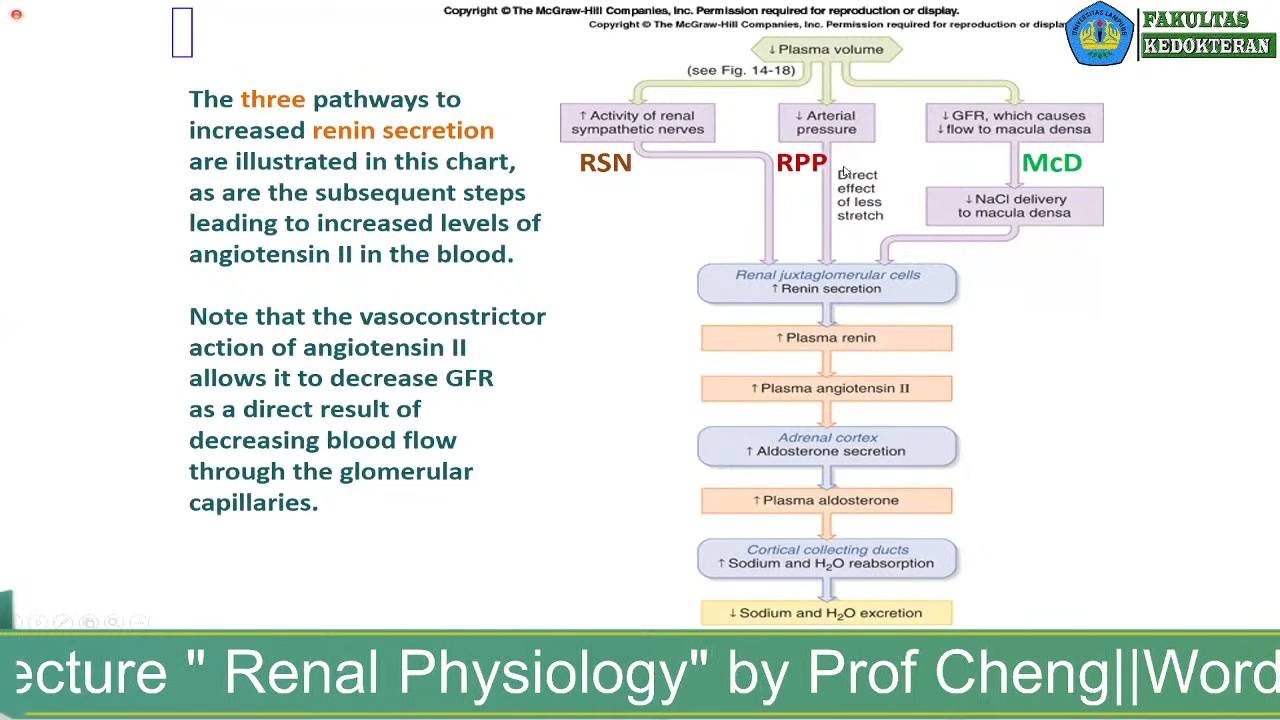 Copyright © The McGraw-Hill Companies, Inc. Permission required for reproduction or display.
Copyright © The McGraw-Hill Companies, Inc. Permission required for reproduction or displa
FAKULTAS
KEDOKTERAN
The three pathways to
increased renin secretion
are illustrated in this chart,
as are the subsequent steps
leading to increased levels of
angiotensin II in the blood.
Note that the vasoconstrictor
action of angiotensin II
allows it to decrease GFR
as a direct result of
decreasing blood flow
through the glomerular
capillaries.
↓ Plasma volume
(see Fig. 14-18)
↑ Activity of renal
sympathetic nerves
↓ Arterial
pressure
↓ GFR, which causes
↓ flow to macula densa
RSN
RPP
McD
Direct
effect
of less
stretch
↓ NaCl delivery
to macula densa
Renal juxtaglomerular cells
↑ Renin secretion
↑ Plasma renin
↑ Plasma angiotensin II
Adrenal cortex
↑ Aldosterone secretion
↑ Plasma aldosterone
Cortical collecting ducts
↑ Sodium and H₂O reabsorption
↓ Sodium and H₂O excretion
ecture " Renal Physiology" by Prof Cheng||Word